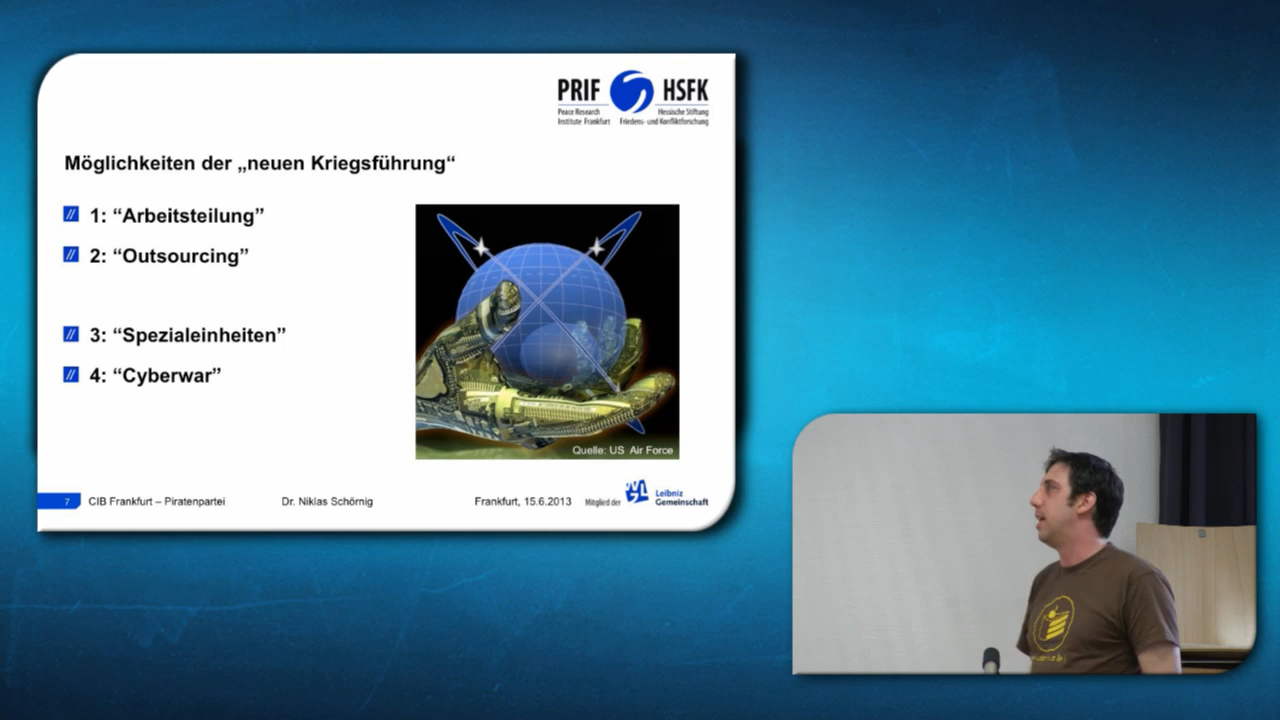 PRIF HSFK
Peace Research Hessische Stiftung
Institute Frankfurt Friedens- und Konfliktforschung
Möglichkeiten der „neuen Kriegsführung“
1: “Arbeitsteilung”
2: “Outsourcing”
3: “Spezialeinheiten”
4: “Cyberwar”
Quelle: US Air Force
7 CIB Frankfurt – Piratenpartei Dr. Niklas Schörnig Frankfurt, 15.6.2013 Mitglied der Leibniz
Gemeinschaft